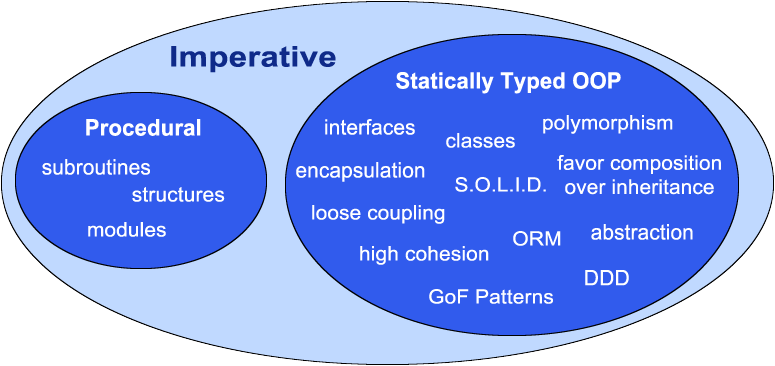 Imperative
Procedural
subroutines
structures
modules
Statically Typed OOP
interfaces
classes
polymorphism
encapsulation
S.O.L.I.D.
favor composition
over inheritance
loose coupling
high cohesion
ORM
abstraction
DDD
GoF Patterns